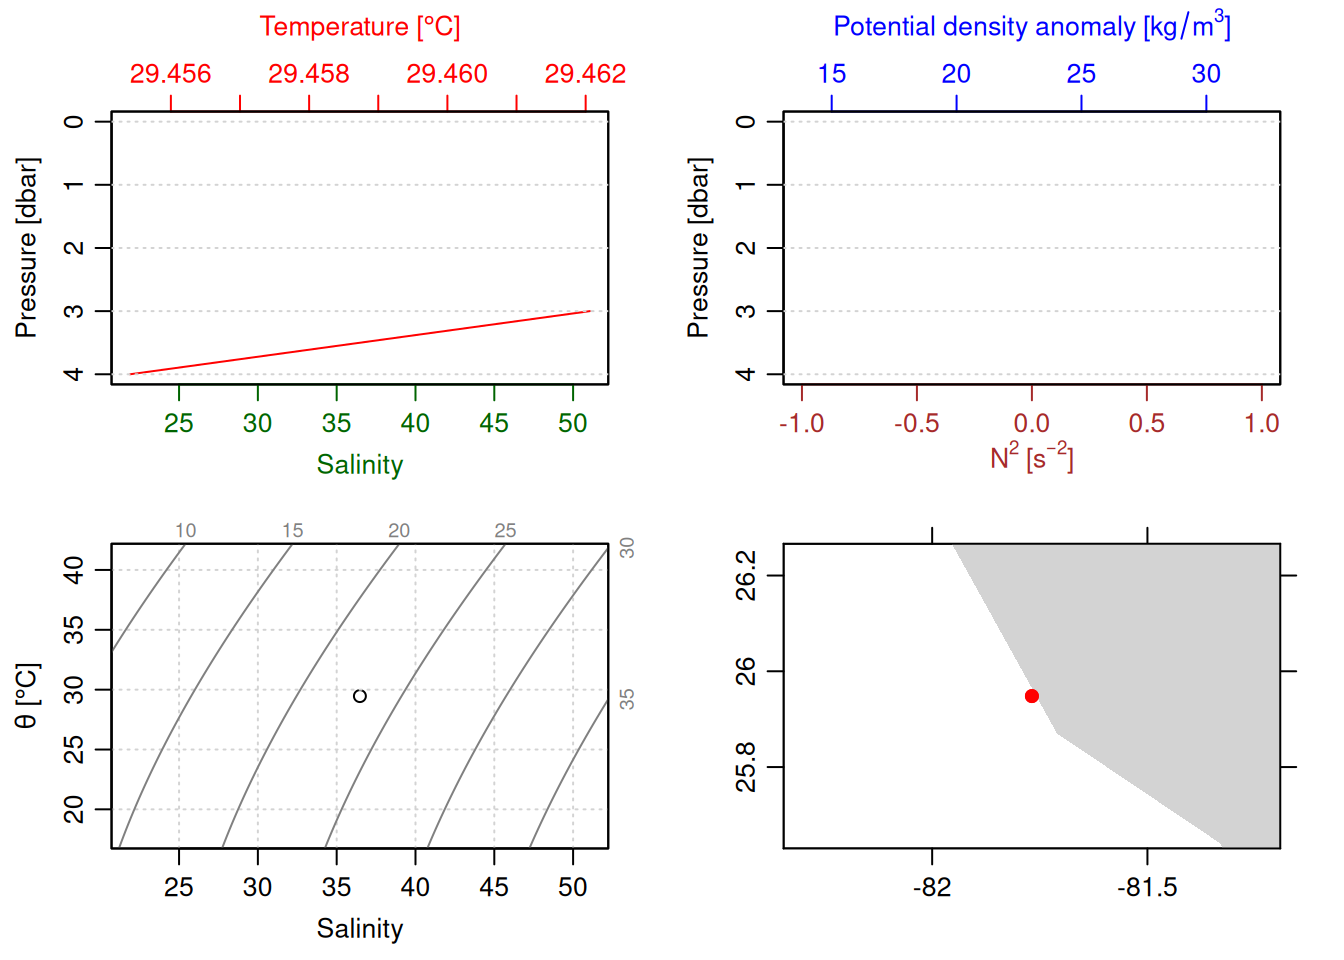 Temperature [°C]
29.456 29.458 29.460 29.462
Pressure [dbar]
0
1
2
3
4
25 30 35 40 45 50
Salinity
Potential density anomaly [kg/m³]
15 20 25 30
Pressure [dbar]
0
1
2
3
4
-1.0 -0.5 0.0 0.5 1.0
N² [s⁻²]
10 15 20 25
30
35
θ [°C]
40
35
30
25
20
25 30 35 40 45 50
Salinity
26.2
26
25.8
-82 -81.5